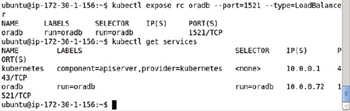 ubuntu@ip-172-30-1-156:~$ kubectl expose rc oradb --port=1521 --type=LoadBalance
r
NAME LABELS SELECTOR IP(S) PORT(S)
oradb run=oradb run=oradb 1521/TCP
ubuntu@ip-172-30-1-156:~$ kubectl get services
NAME LABELS SELECTOR IP(S) P
ORT(S)
kubernetes component=apiserver,provider=kubernetes <none> 10.0.0.1 4
43/TCP
oradb run=oradb run=oradb 10.0.0.72 1
521/TCP
ubuntu@ip-172-30-1-156:~$